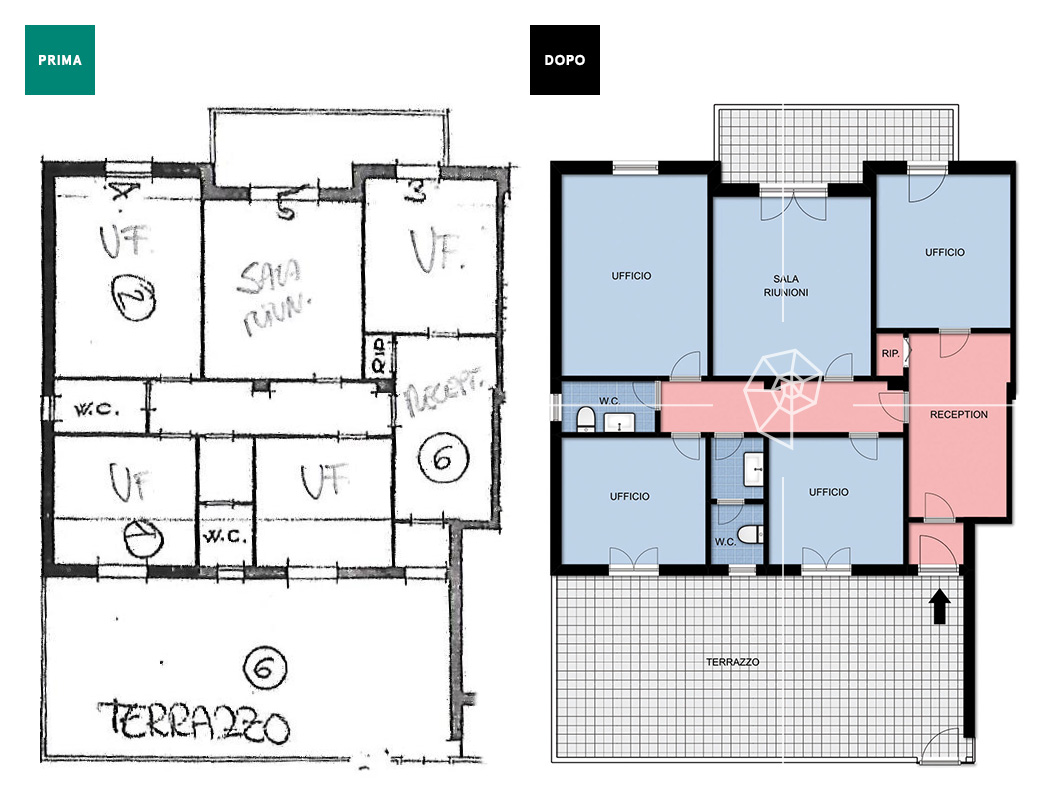 PRIMA
DOPO
4
5
3
UF.
2
SALA
RIUN.
UF.
RIP
RECEPT.
W.C.
6
UF
UF.
1
W.C.
6
TERRAZZO
UFFICIO
SALA
RIUNIONI
UFFICIO
RIP.
W.C.
RECEPTION
UFFICIO
UFFICIO
W.C.
TERRAZZO